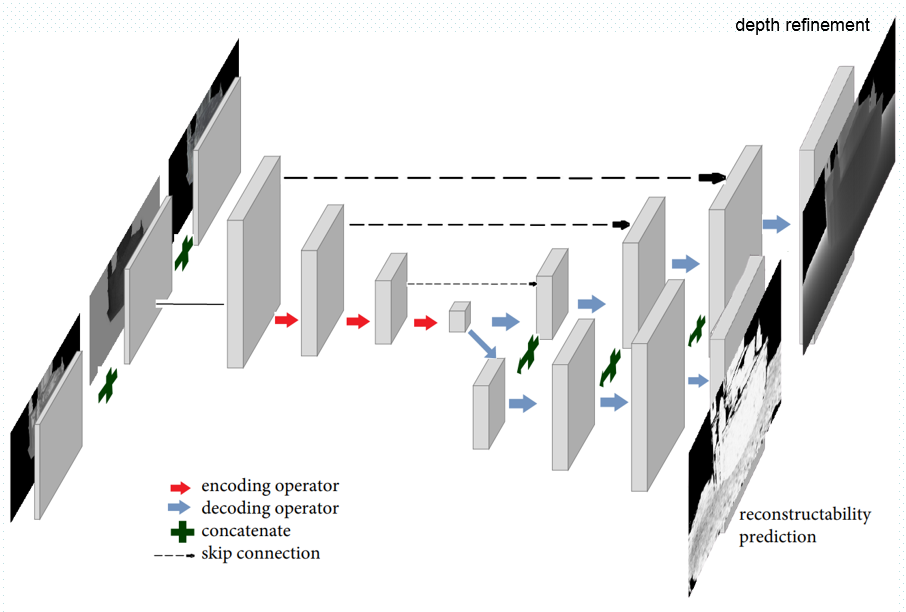 depth refinement
encoding operator
decoding operator
concatenate
skip connection
reconstructability
prediction